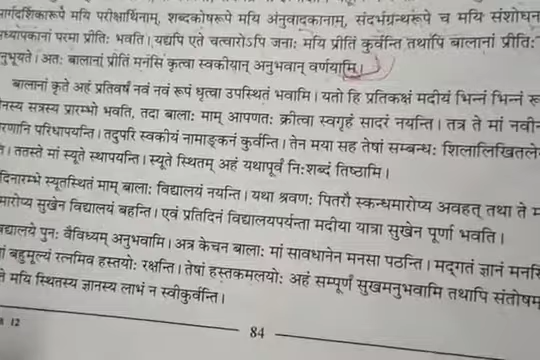 मार्गदर्शिकारूपे मयि परीक्षार्थिनाम्, शब्दकोषरूपे मयि अनुवादकानाम्, संदर्भग्रन्थरूपे च मयि संशोधन
ध्यापकानां परमा प्रीतिः भवति। यद्यपि एते चत्वारोऽपि जनाः मयि प्रीतिं कुर्वन्ति तथापि बालानां प्रीतिः
नुभूयते। अतः बालानां प्रीतिं मनसि कृत्वा स्वकीयान् अनुभवान् वर्णयामि।
बालानां कृते अहं प्रतिवर्षं नवं नवं रूपं धृत्वा उपस्थितं भवामि। यतो हि प्रतिकक्षं मदीयं भिन्नं भिन्नं रू
नस्य सत्रस्य प्रारम्भो भवति, तदा बालाः माम् आपणतः क्रीत्वा स्वगृहं सादरं नयन्ति। तत्र ते मां नवीन
रणानि परिधापयन्ति। तदुपरि स्वकीयं नामाङ्कनं कुर्वन्ति। तेन मया सह तेषां सम्बन्धः शिलालिखितले
ततस्ते मां स्यूते स्थापयन्ति। स्यूते स्थितम् अहं यथापूर्वं निःशब्दं तिष्ठामि।
दिनारम्भे स्यूतस्थितं माम् बालाः विद्यालयं नयन्ति। यथा श्रवणः पितरौ स्कन्धमारोप्य अवहत् तथा ते म
मारोप्य सुखेन विद्यालयं वहन्ति। एवं प्रतिदिनं विद्यालयपर्यन्ता मदीया यात्रा सुखेन पूर्णा भवति।
द्यालये पुनः वैविध्यम् अनुभवामि। अत्र केचन बालाः मां सावधानेन मनसा पठन्ति। मद्गतं ज्ञानं मनसि
मां बहुमूल्यं रत्नमिव हस्तयोः रक्षन्ति। तेषां हस्तकमलयोः अहं सम्पूर्णं सुखमनुभवामि तथापि संतोषम
ते मयि स्थितस्य ज्ञानस्य लाभं न स्वीकुर्वन्ति।
12
84